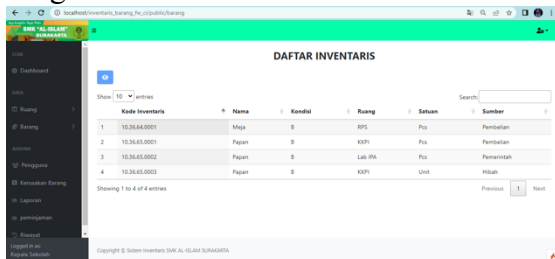 localhost/inventaris_barang_fw_ci/public/barang
SMK "AL-ISLAM"
SURAKARTA
HOME
Dashboard
DATA
Ruang
Barang
Pengguna
Kerusakan Barang
Laporan
peminjaman
Riwayat
Logged in as:
Kepala Sekolah
DAFTAR INVENTARIS
Show 10 entries
Search:
Kode Inventaris Nama Kondisi Ruang Satuan Sumber
1 10.36.64.0001 Meja B RPS Pcs Pembelian
2 10.36.65.0001 Papan B KKPI Pcs Pembelian
3 10.36.65.0002 Papan B Lab IPA Pcs Pemerintah
4 10.36.65.0003 Papan B KKPI Unit Hibah
Showing 1 to 4 of 4 entries
Previous 1 Next
Copyright © Sistem Inventaris SMK AL-ISLAM SURAKARTA